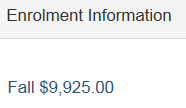 Enrolment Information
Fall $9,925.00